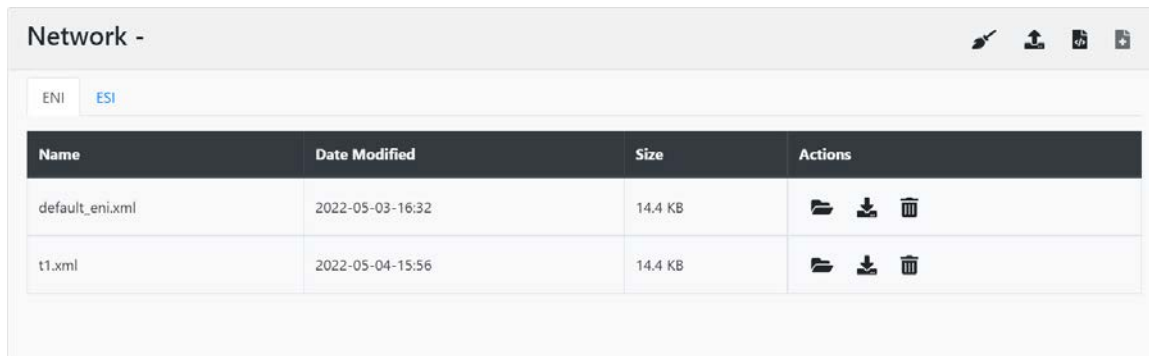 Network -
ENI ESI
Name Date Modified Size Actions
default_eni.xml 2022-05-03-16:32 14.4 KB
t1.xml 2022-05-04-15:56 14.4 KB